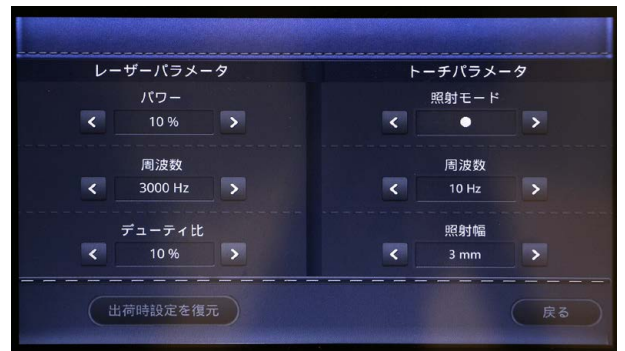 レーザーパラメータ
パワー
10 %
周波数
3000 Hz
デューティ比
10 %
トーチパラメータ
照射モード
周波数
10 Hz
照射幅
3 mm
出荷時設定を復元
戻る